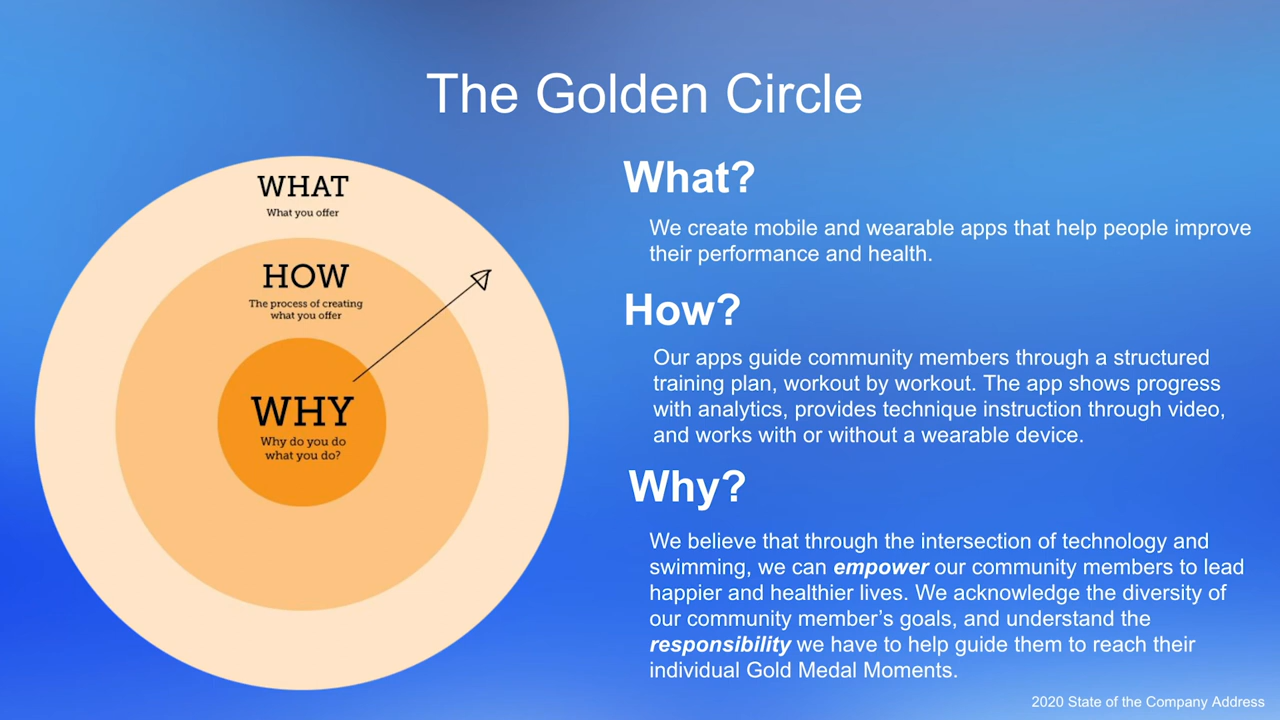 The Golden Circle
WHAT
What you offer
HOW
The process of creating
what you offer
WHY
Why do you do
what you do?
What?
We create mobile and wearable apps that help people improve
their performance and health.
How?
Our apps guide community members through a structured
training plan, workout by workout. The app shows progress
with analytics, provides technique instruction through video,
and works with or without a wearable device.
Why?
We believe that through the intersection of technology and
swimming, we can empower our community members to lead
happier and healthier lives. We acknowledge the diversity of
our community member’s goals, and understand the
responsibility we have to help guide them to reach their
individual Gold Medal Moments.
2020 State of the Company Address